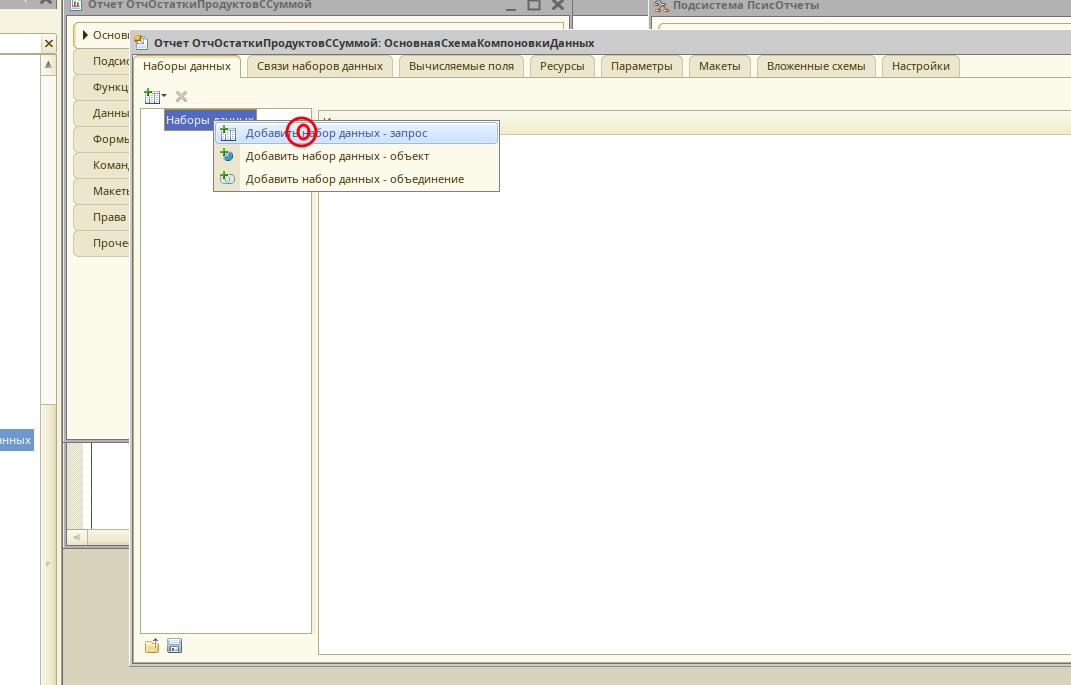 Отчет ОтчОстаткиПродуктовССуммой
Подсистема ПсисОтчеты
Отчет ОтчОстаткиПродуктовССуммой: ОсновнаяСхемаКомпоновкиДанных
Наборы данных
Связи наборов данных
Вычисляемые поля
Ресурсы
Параметры
Макеты
Вложенные схемы
Настройки
Основ
Подсис
Функц
Данны
Формы
Коман
Макеты
Права
Проче
Наборы данных
Добавить набор данных - запрос
Добавить набор данных - объект
Добавить набор данных - объединение
анных